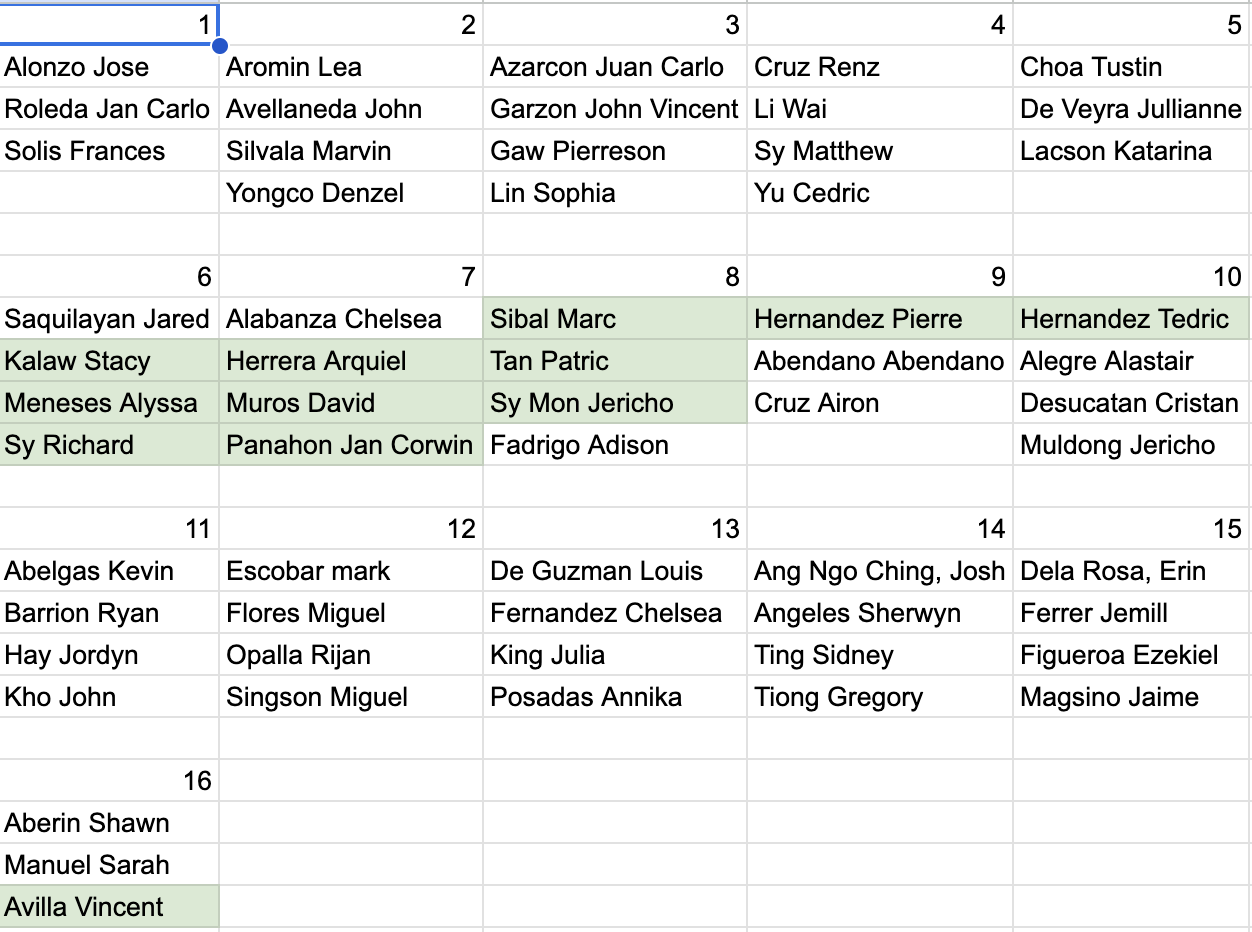 1 2 3 4 5
Alonzo Jose Aromin Lea Azarcon Juan Carlo Cruz Renz Choa Tustin
Roleda Jan Carlo Avellaneda John Garzon John Vincent Li Wai De Veyra Jullianne
Solis Frances Silvala Marvin Gaw Pierreson Sy Matthew Lacson Katarina
Yongco Denzel Lin Sophia Yu Cedric
6 7 8 9 10
Saquilayan Jared Alabanza Chelsea Sibal Marc Hernandez Pierre Hernandez Tedric
Kalaw Stacy Herrera Arquiel Tan Patric Abendano Abendano Alegre Alastair
Meneses Alyssa Muros David Sy Mon Jericho Cruz Airon Desucatan Cristan
Sy Richard Panahon Jan Corwin Fadrigo Adison Muldong Jericho
11 12 13 14 15
Abelgas Kevin Escobar mark De Guzman Louis Ang Ngo Ching, Josh Dela Rosa, Erin
Barrion Ryan Flores Miguel Fernandez Chelsea Angeles Sherwyn Ferrer Jemill
Hay Jordyn Opalla Rijan King Julia Ting Sidney Figueroa Ezekiel
Kho John Singson Miguel Posadas Annika Tiong Gregory Magsino Jaime
16
Aberin Shawn
Manuel Sarah
Avilla Vincent